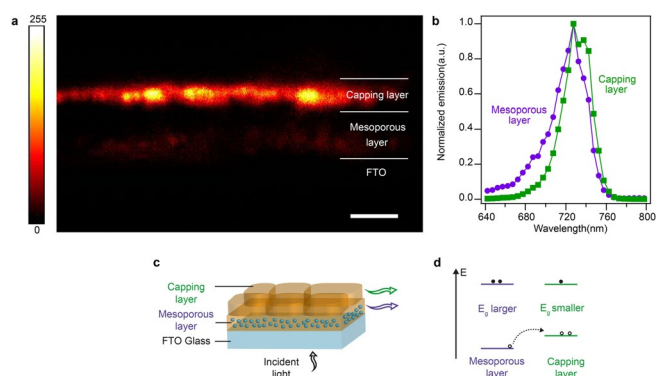 a
255
0
Capping layer
Mesoporous
layer
FTO
b
Normalized emission(a.u.)
1.0
0.8
0.6
0.4
0.2
0.0
640
680
720
760
800
Wavelength(nm)
Mesoporous
layer
Capping
layer
c
Capping
layer
Mesoporous
layer
FTO Glass
Incident
light
d
E
Eg larger
Eg smaller
Mesoporous
layer
Capping
layer